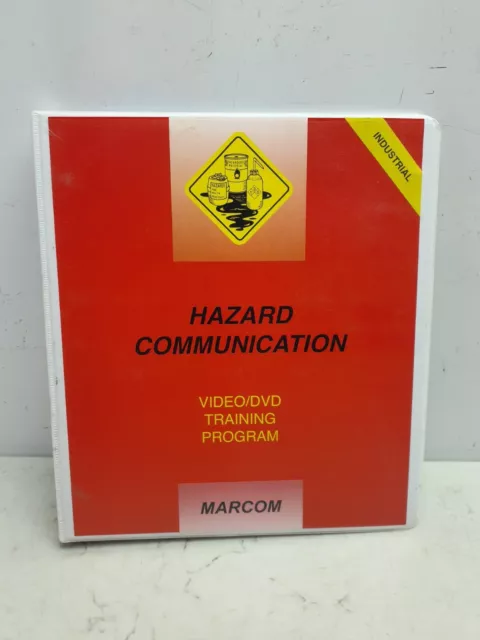 INDUSTRIAL
HAZARD
COMMUNICATION
VIDEO/DVD
TRAINING
PROGRAM
MARCOM